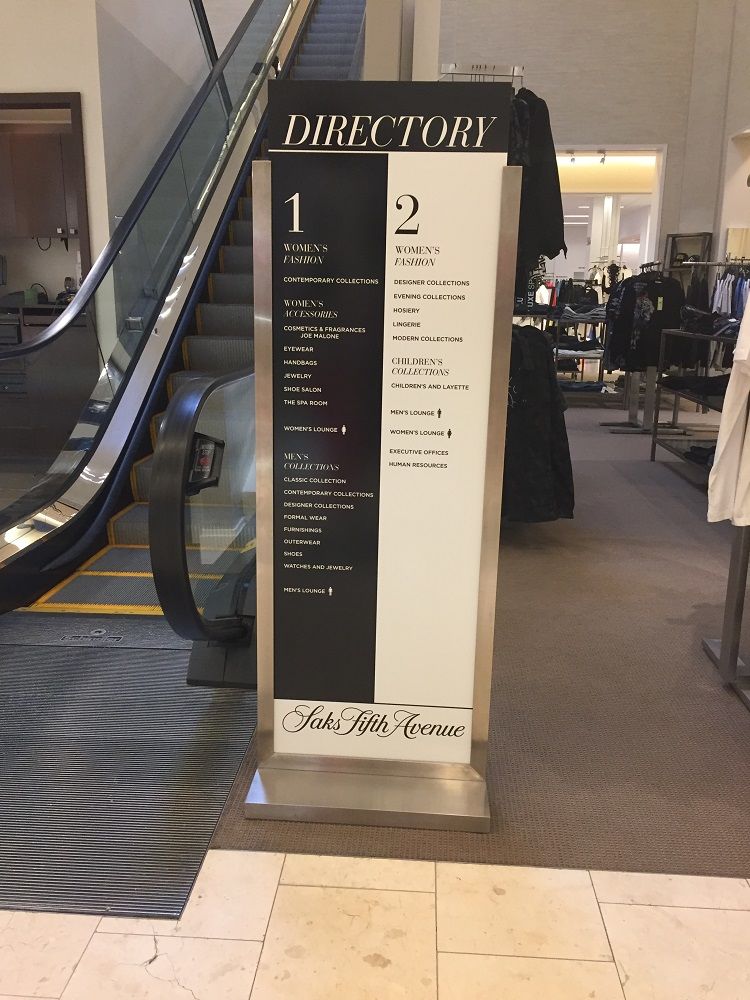 DIRECTORY
1
WOMEN'S
FASHION
CONTEMPORARY COLLECTIONS
WOMEN'S
ACCESSORIES
COSMETICS & FRAGRANCES
JOE MALONE
EYEWEAR
HANDBAGS
JEWELRY
SHOE SALON
THE SPA ROOM
WOMEN'S LOUNGE
MEN'S
COLLECTIONS
CLASSIC COLLECTION
CONTEMPORARY COLLECTIONS
DESIGNER COLLECTIONS
FORMAL WEAR
FURNISHINGS
OUTERWEAR
SHOES
WATCHES AND JEWELRY
MEN'S LOUNGE
2
WOMEN'S
FASHION
DESIGNER COLLECTIONS
EVENING COLLECTIONS
HOSIERY
LINGERIE
MODERN COLLECTIONS
CHILDREN'S
COLLECTIONS
CHILDREN'S AND LAYETTE
MEN'S LOUNGE
WOMEN'S LOUNGE
EXECUTIVE OFFICES
HUMAN RESOURCES
Saks Fifth Avenue